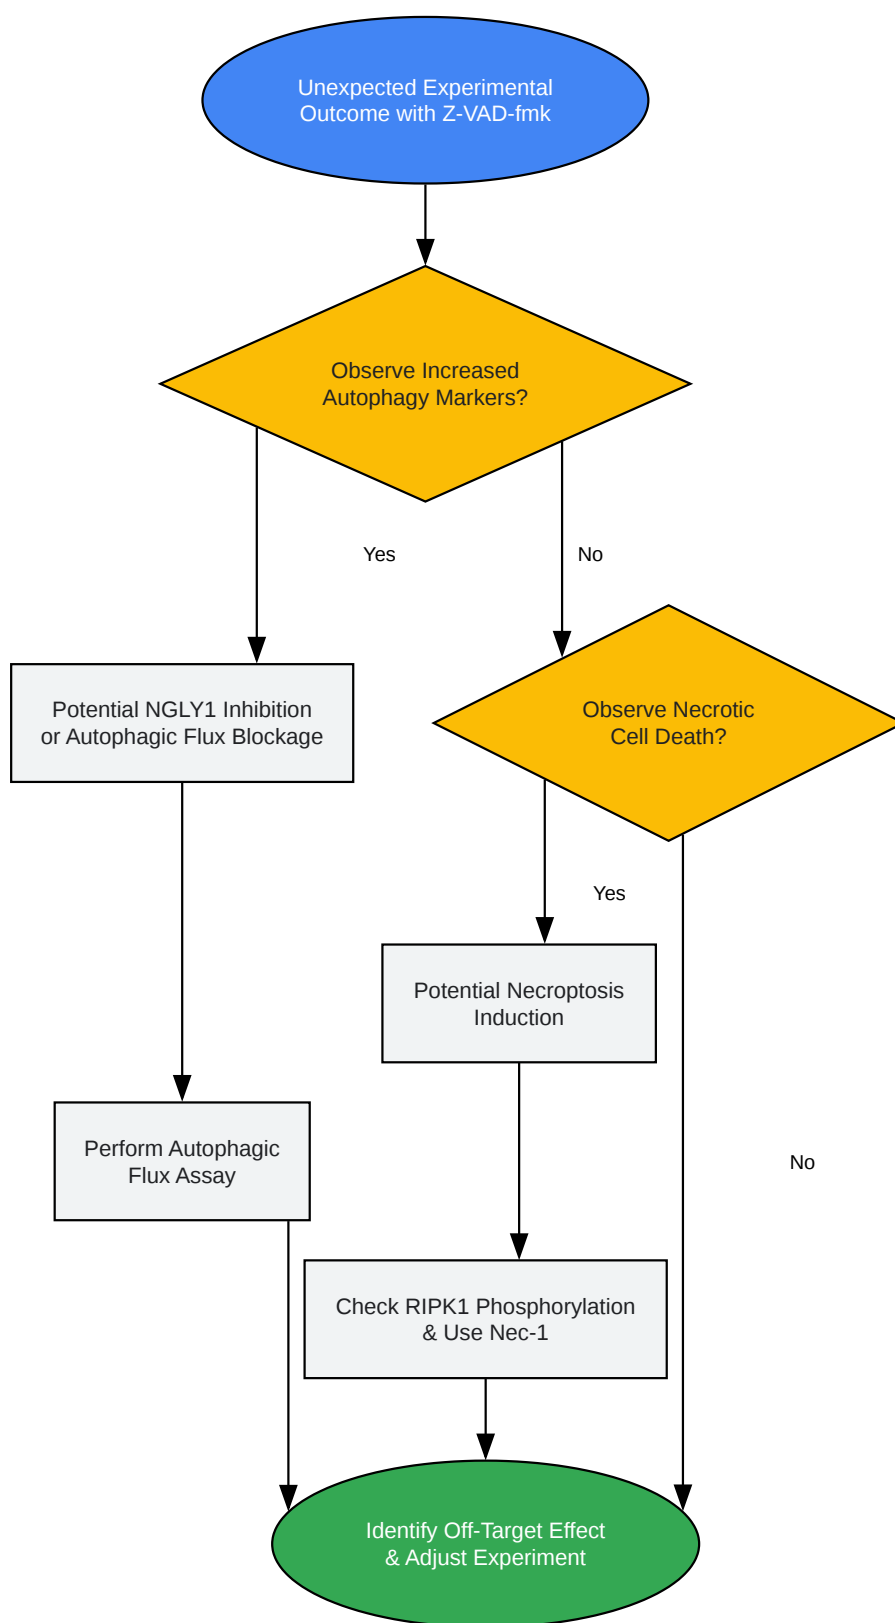 Unexpected Experimental
Outcome with Z-VAD-fmk
Observe Increased
Autophagy Markers?
Yes
No
Potential NGLY1 Inhibition
or Autophagic Flux Blockage
Observe Necrotic
Cell Death?
Yes
Potential Necroptosis
Induction
Perform Autophagic
Flux Assay
No
Check RIPK1 Phosphorylation
& Use Nec-1
Identify Off-Target Effect
& Adjust Experiment